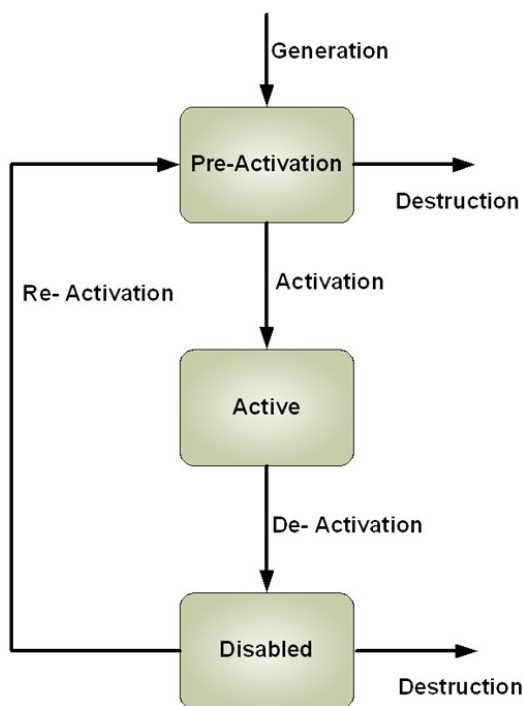 Generation
Pre-Activation
Destruction
Re- Activation
Activation
Active
De- Activation
Disabled
Destruction